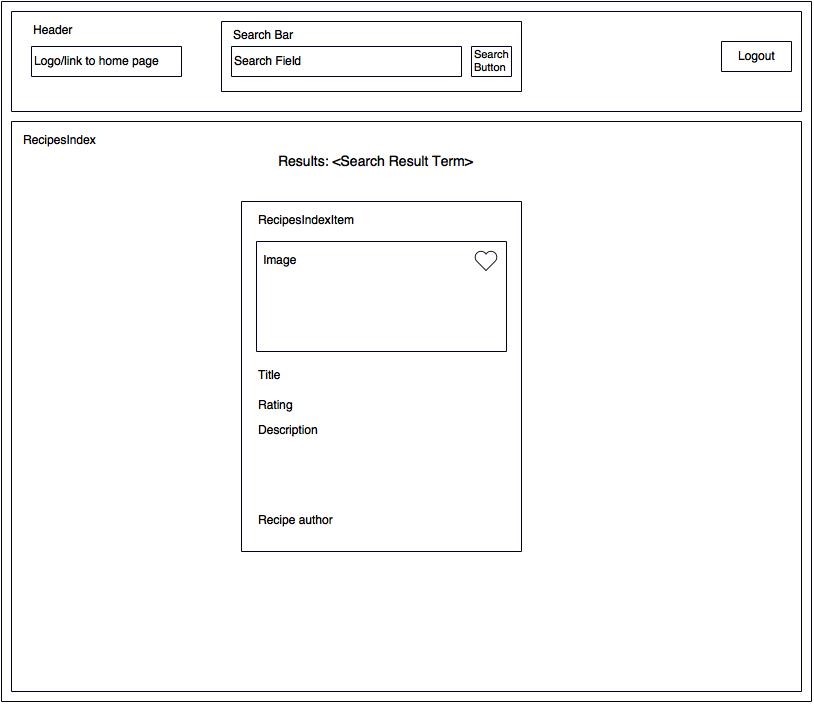 Header
Logo/link to home page
Search Bar
Search Field
Search
Button
Logout
RecipesIndex
Results: <Search Result Term>
RecipesIndexItem
Image
Title
Rating
Description
Recipe author